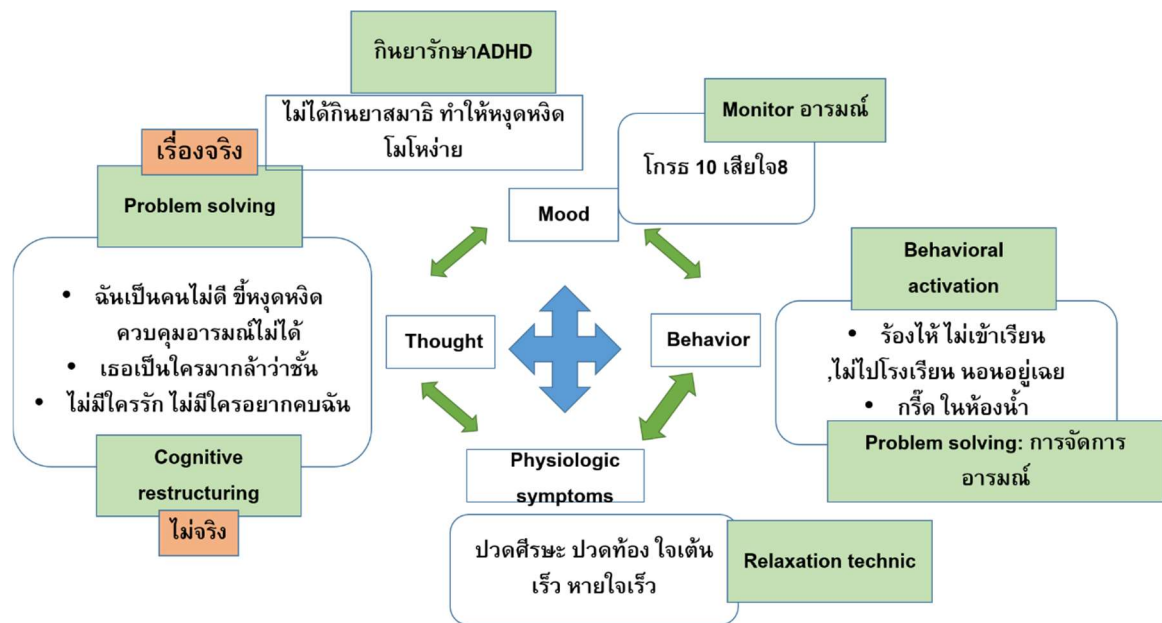 กินยารักษาADHD
ไม่ได้กินยาสมาธิ ทำให้หงุดหงิด
โมโหง่าย
Monitor อารมณ์
โกรธ 10 เสียใจ8
เรื่องจริง
Problem solving
Mood
• ฉันเป็นคนไม่ดี ขี้หงุดหงิด
ควบคุมอารมณ์ไม่ได้
• เธอเป็นใครมากล้าว่าชั้น
• ไม่มีใครรัก ไม่มีใครอยากคบฉัน
Cognitive
restructuring
ไม่จริง
Thought
Behavior
Behavioral
activation
• ร้องไห้ ไม่เข้าเรียน
,ไม่ไปโรงเรียน นอนอยู่เฉย
• กรี๊ด ในห้องน้ำ
Problem solving: การจัดการ
อารมณ์
Physiologic
symptoms
ปวดศีรษะ ปวดท้อง ใจเต้น
เร็ว หายใจเร็ว
Relaxation technic